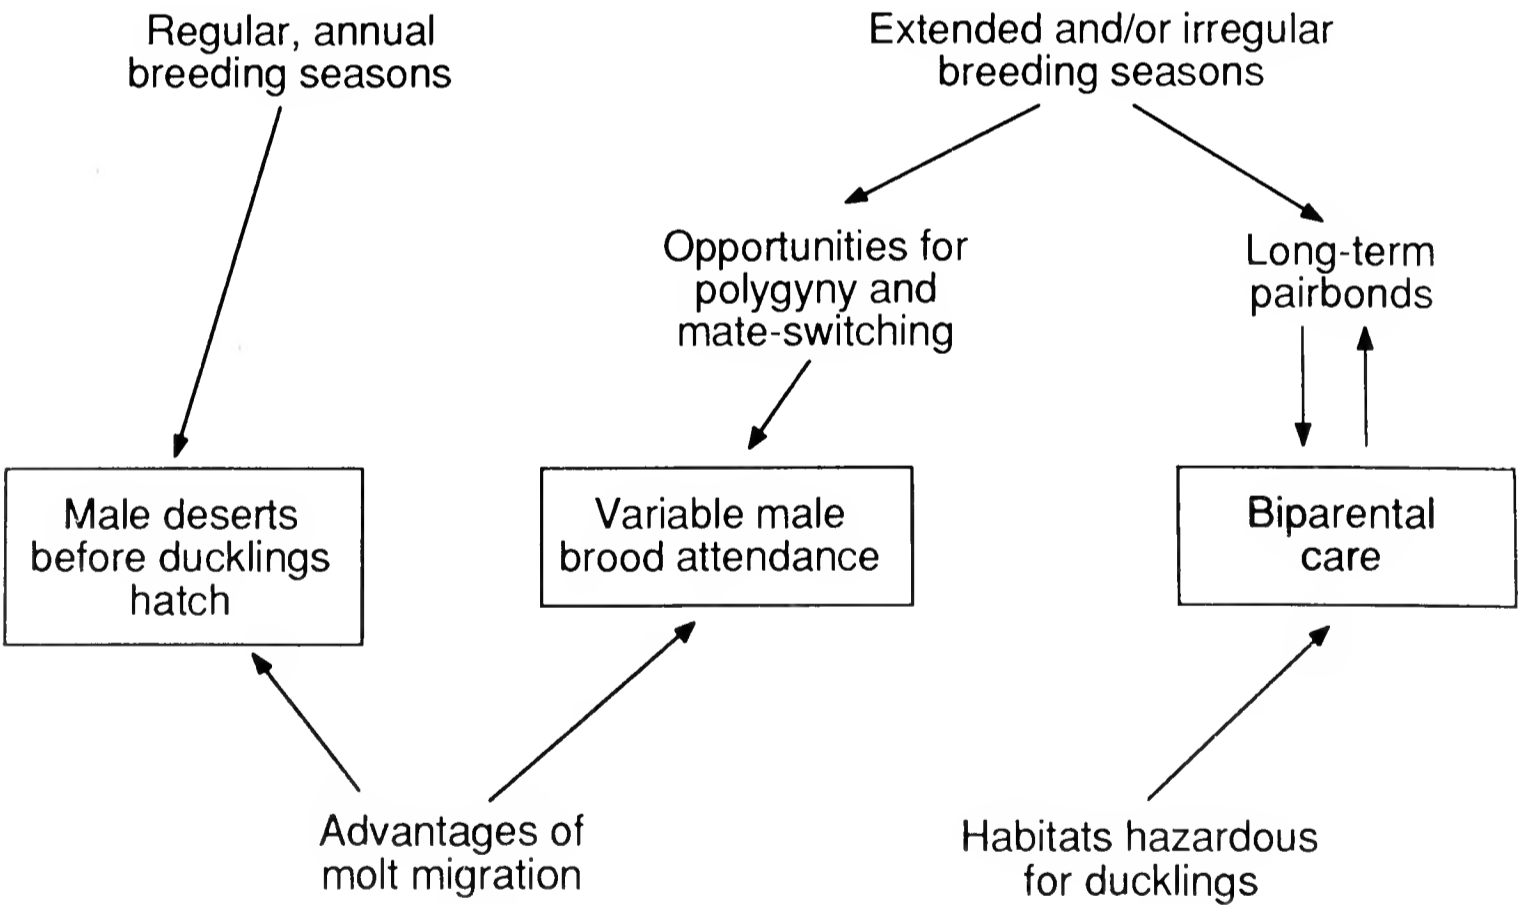 Regular, annual
breeding seasons
Extended and/or irregular
breeding seasons
Opportunities for
polygyny and
mate-switching
Long-term
pairbonds
Male deserts
before ducklings
hatch
Variable male
brood attendance
Biparental
care
Advantages of
molt migration
Habitats hazardous
for ducklings